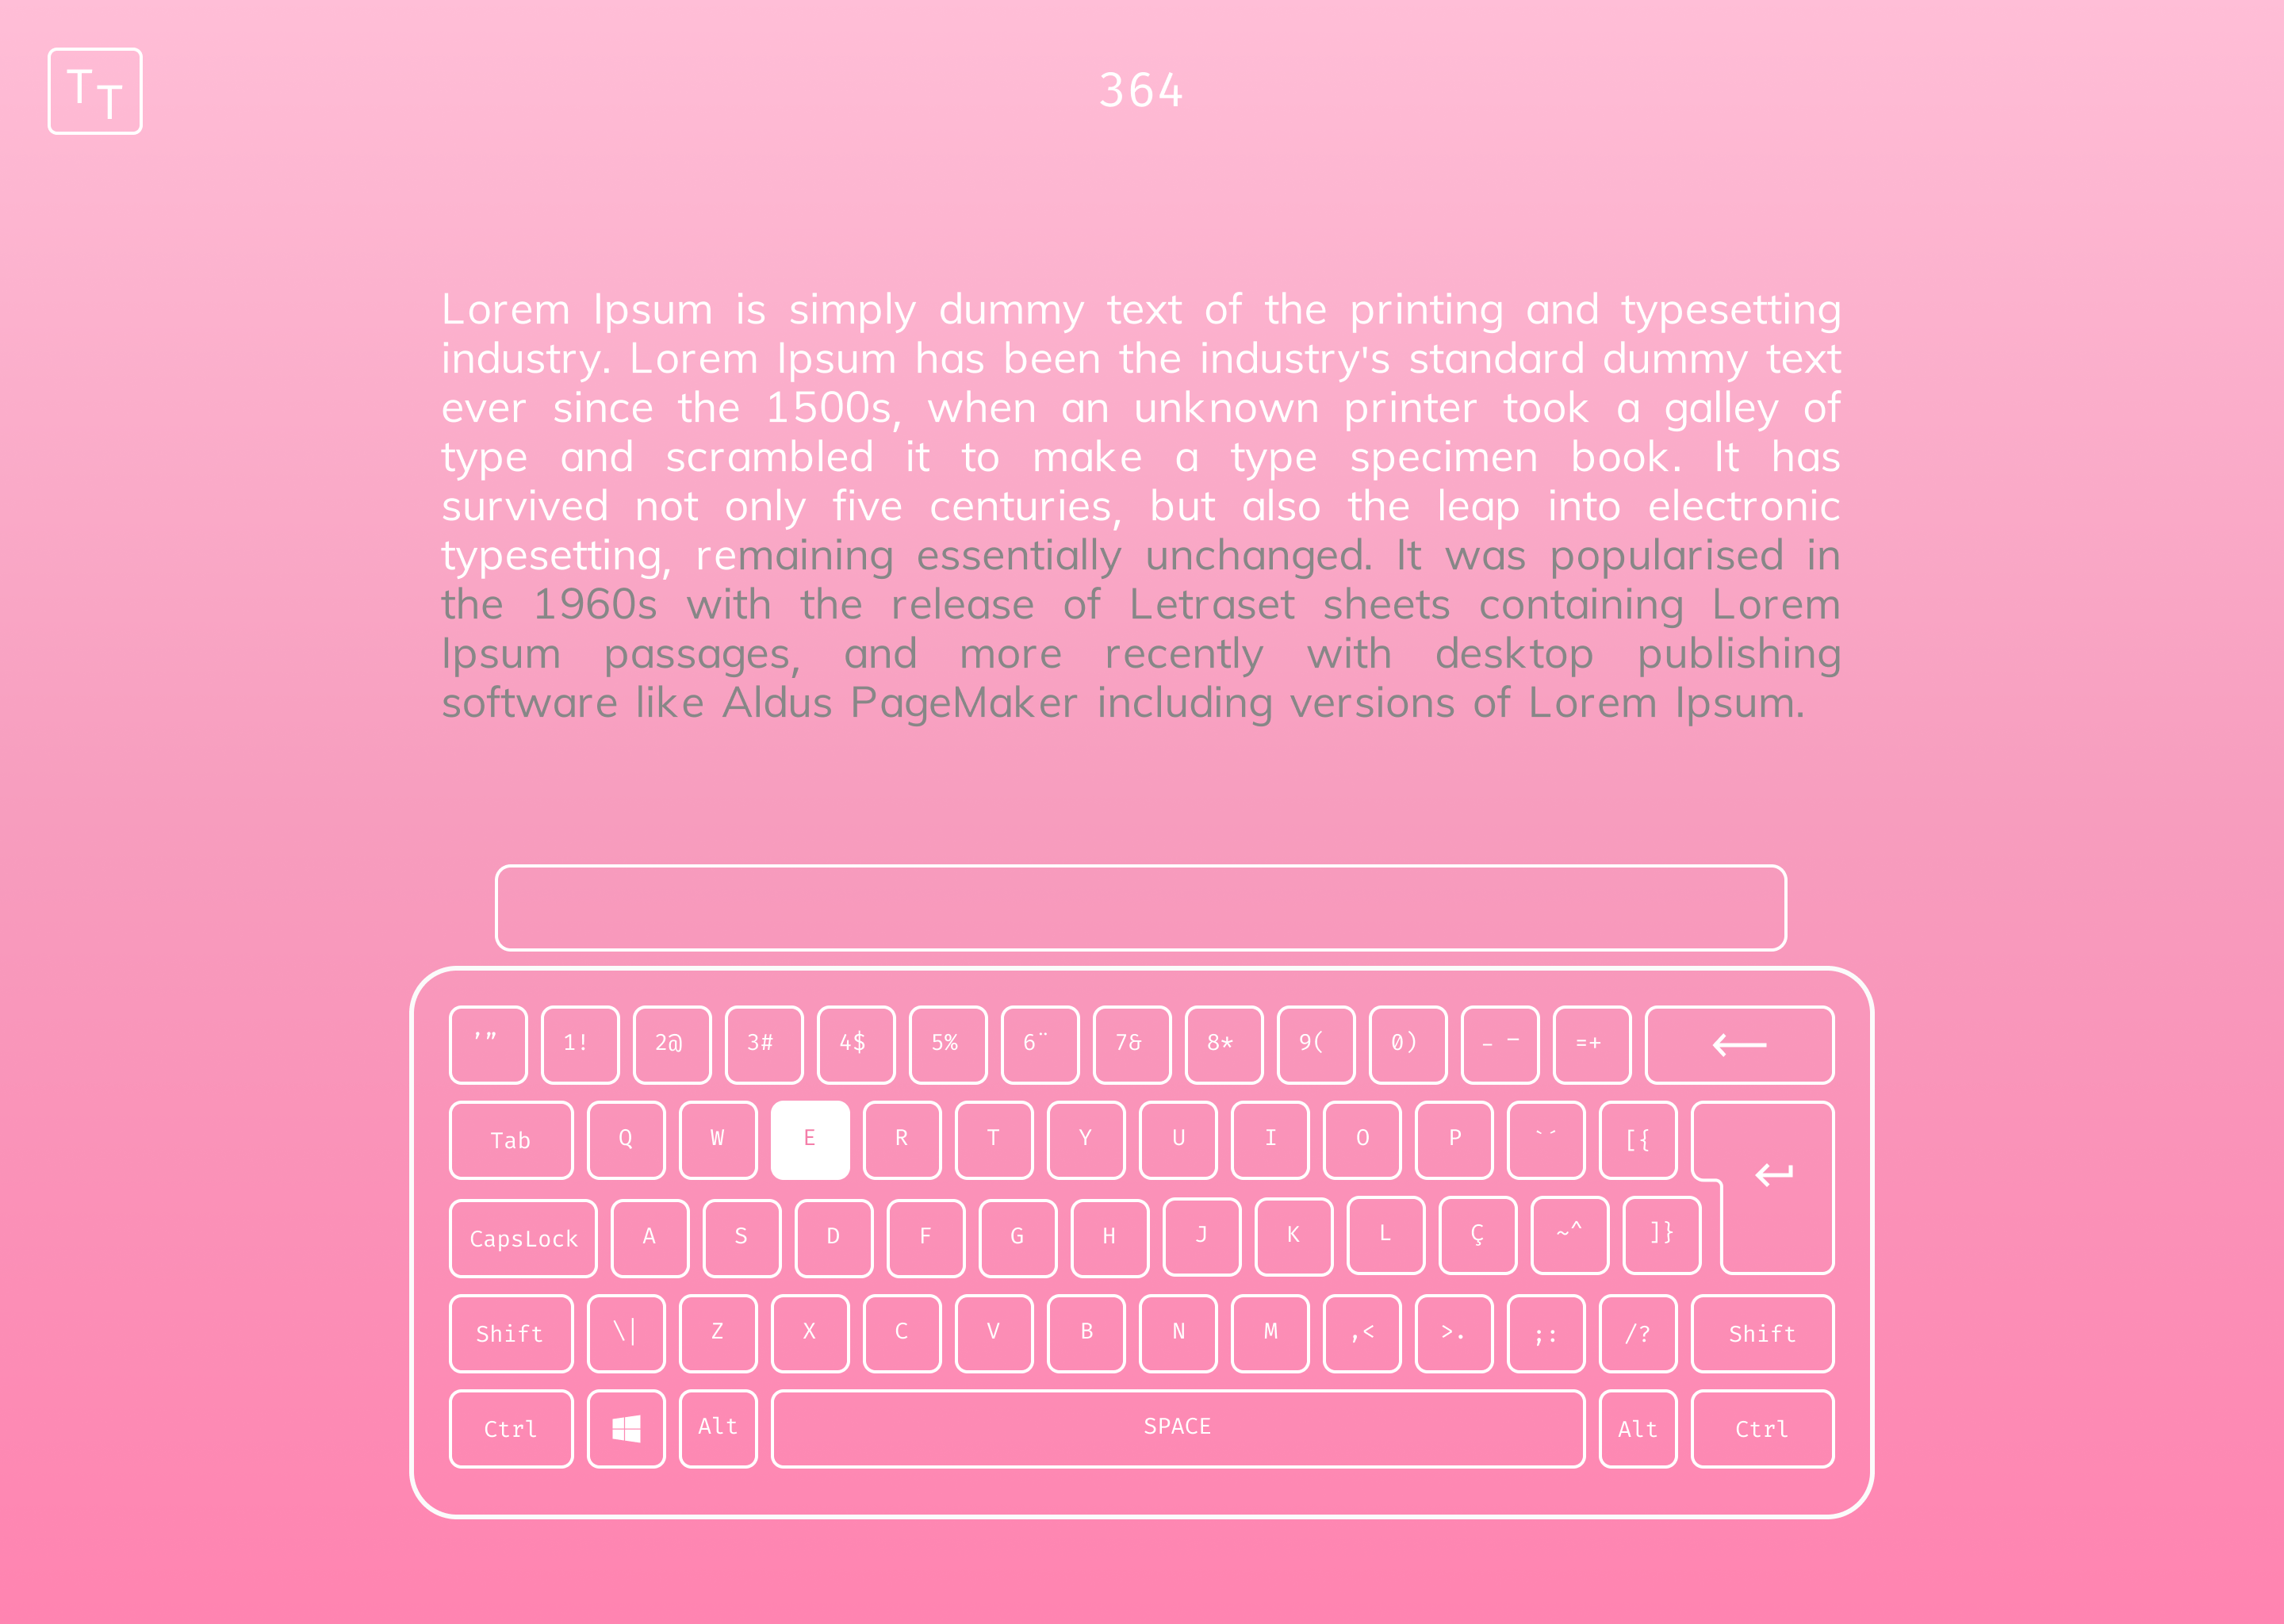 TT
364
Lorem Ipsum is simply dummy text of the printing and typesetting
industry. Lorem Ipsum has been the industry's standard dummy text
ever since the 1500s, when an unknown printer took a galley of
type and scrambled it to make a type specimen book. It has
survived not only five centuries, but also the leap into electronic
typesetting, remaining essentially unchanged. It was popularised in
the 1960s with the release of Letraset sheets containing Lorem
Ipsum passages, and more recently with desktop publishing
software like Aldus PageMaker including versions of Lorem Ipsum.
’” 1! 2@ 3# 4$ 5% 6¨ 7& 8* 9( 0) - ¯ =+ ←
Tab Q W E R T Y U I O P `´ [{ ↵
CapsLock A S D F G H J K L Ç ~^ ]}
Shift \| Z X C V B N M ,< >. ;: /? Shift
Ctrl Alt SPACE Alt Ctrl